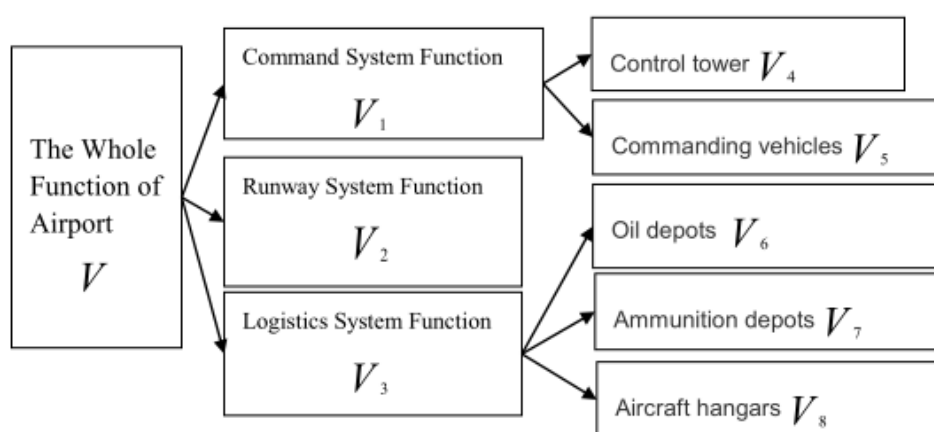 The Whole
Function of
Airport
V
Command System Function
V₁
Runway System Function
V₂
Logistics System Function
V₃
Control tower V₄
Commanding vehicles V₅
Oil depots V₆
Ammunition depots V₇
Aircraft hangars V₈